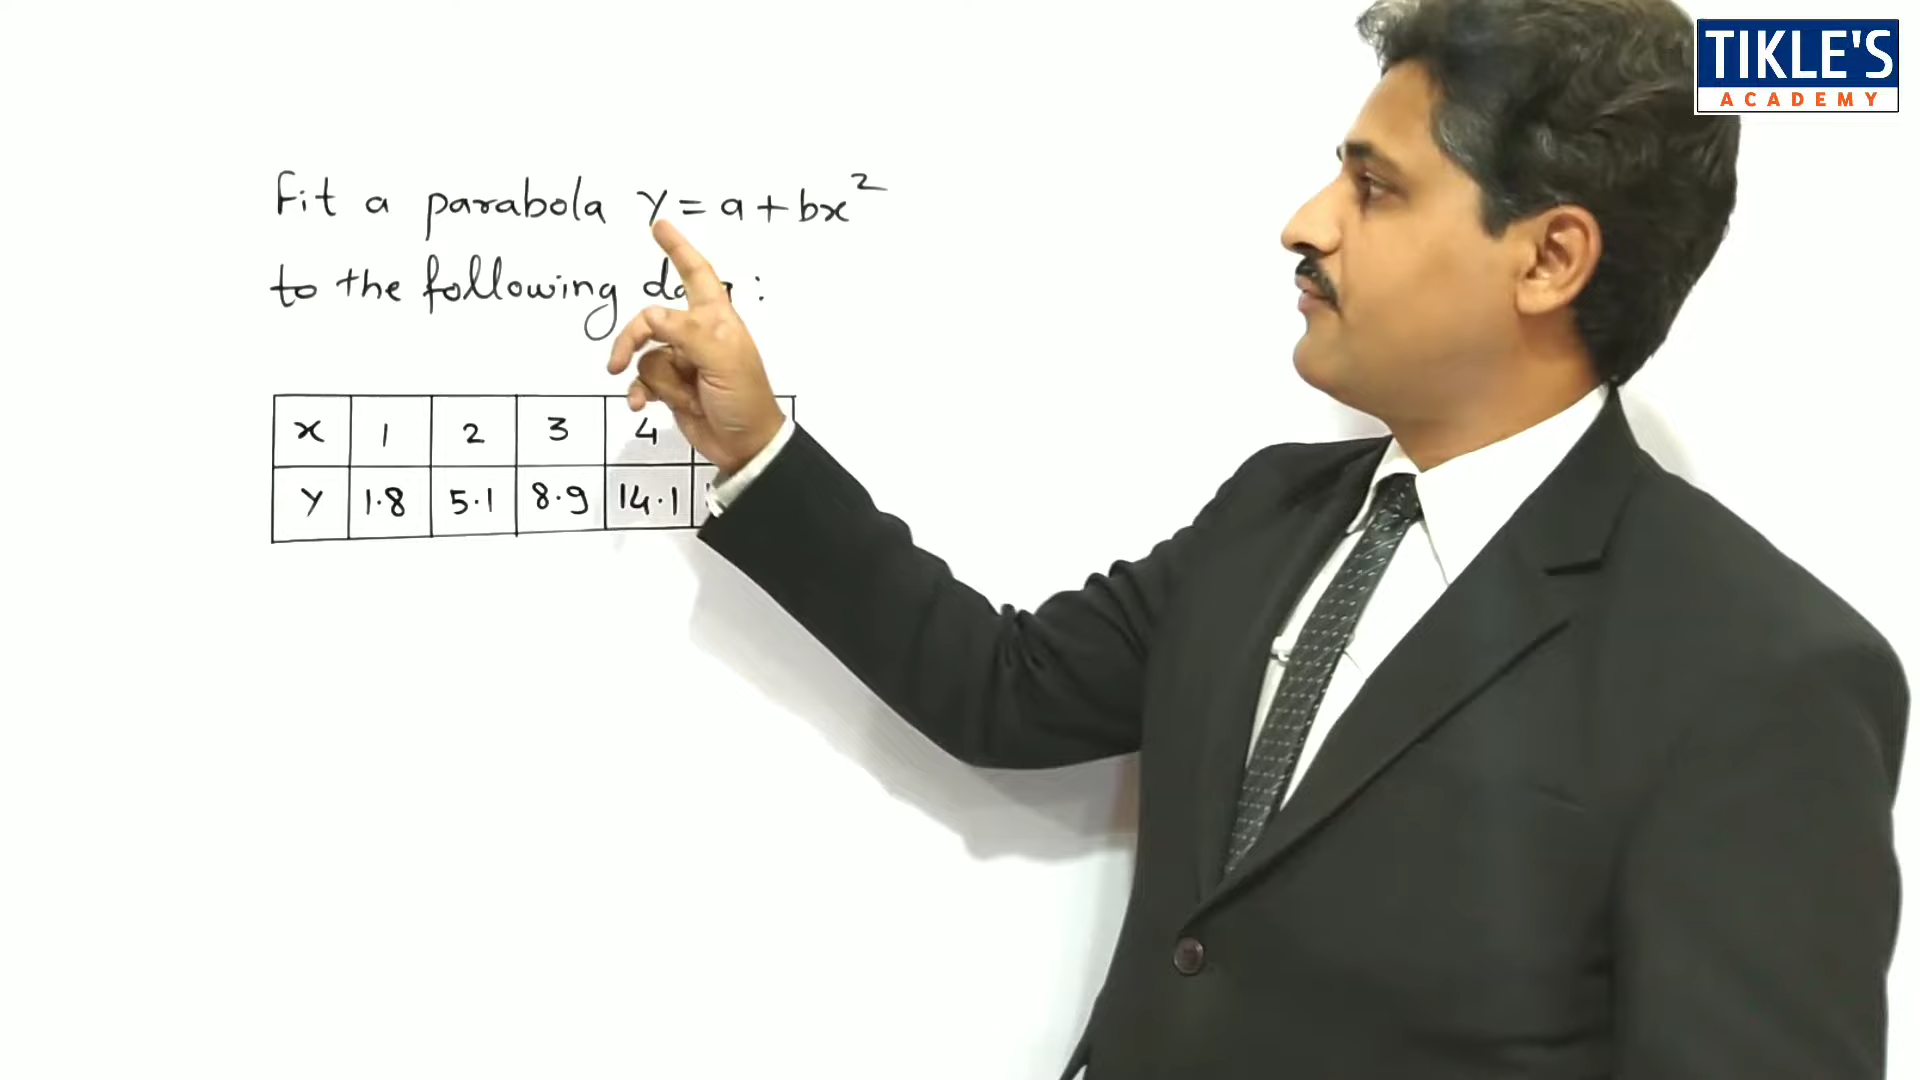 Fit a parabola y = a + bx²
to the following :
x 1 2 3 4
y 1.8 5.1 8.9 14.1
TIKLE'S
ACADEMY